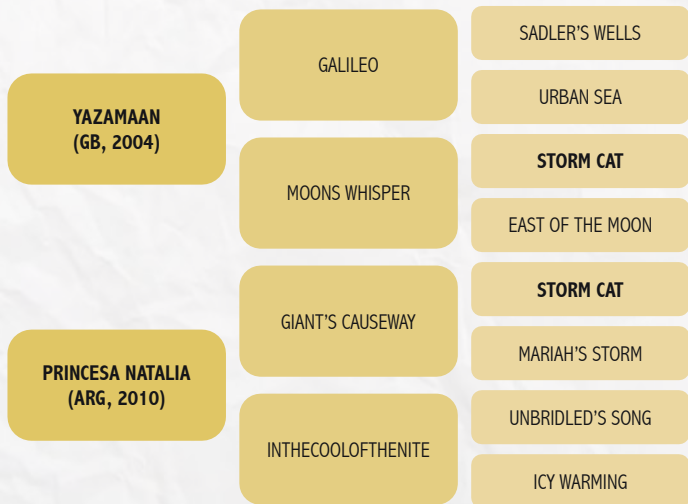 YAZAMAAN
(GB, 2004)
GALILEO
SADLER'S WELLS
URBAN SEA
MOONS WHISPER
STORM CAT
EAST OF THE MOON
PRINCESA NATALIA
(ARG, 2010)
GIANT'S CAUSEWAY
STORM CAT
MARIAH'S STORM
INTHECOOLOFTHENITE
UNBRIDLED'S SONG
ICY WARMING